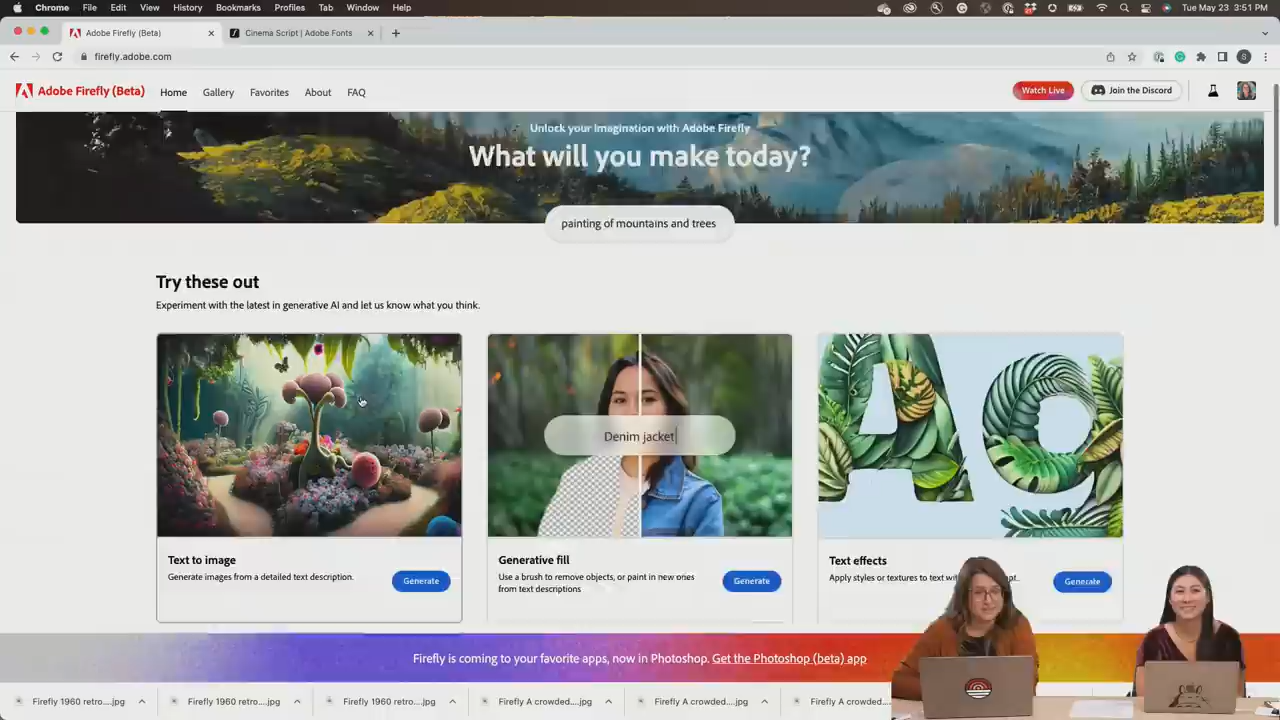 Chrome File Edit View History Bookmarks Profiles Tab Window Help Tue May 23 3:51 PM
Adobe Firefly (Beta) Cinema Script | Adobe Fonts
firefly.adobe.com
Adobe Firefly (Beta) Home Gallery Favorites About FAQ Watch Live Join the Discord
Unlock your imagination with Adobe Firefly
What will you make today?
painting of mountains and trees
Try these out
Experiment with the latest in generative AI and let us know what you think.
Denim jacket
Text to image
Generate images from a detailed text description.
Generate
Generative fill
Use a brush to remove objects, or paint in new ones
from text descriptions
Generate
Text effects
Apply styles or textures to text
Generate
Firefly is coming to your favorite apps, now in Photoshop. Get the Photoshop (beta) app
Firefly 1960 retro....jpg Firefly 1960 retro....jpg Firefly 1960 retro....jpg Firefly A crowded....jpg Firefly A crowded....jpg Firefly A crowded....